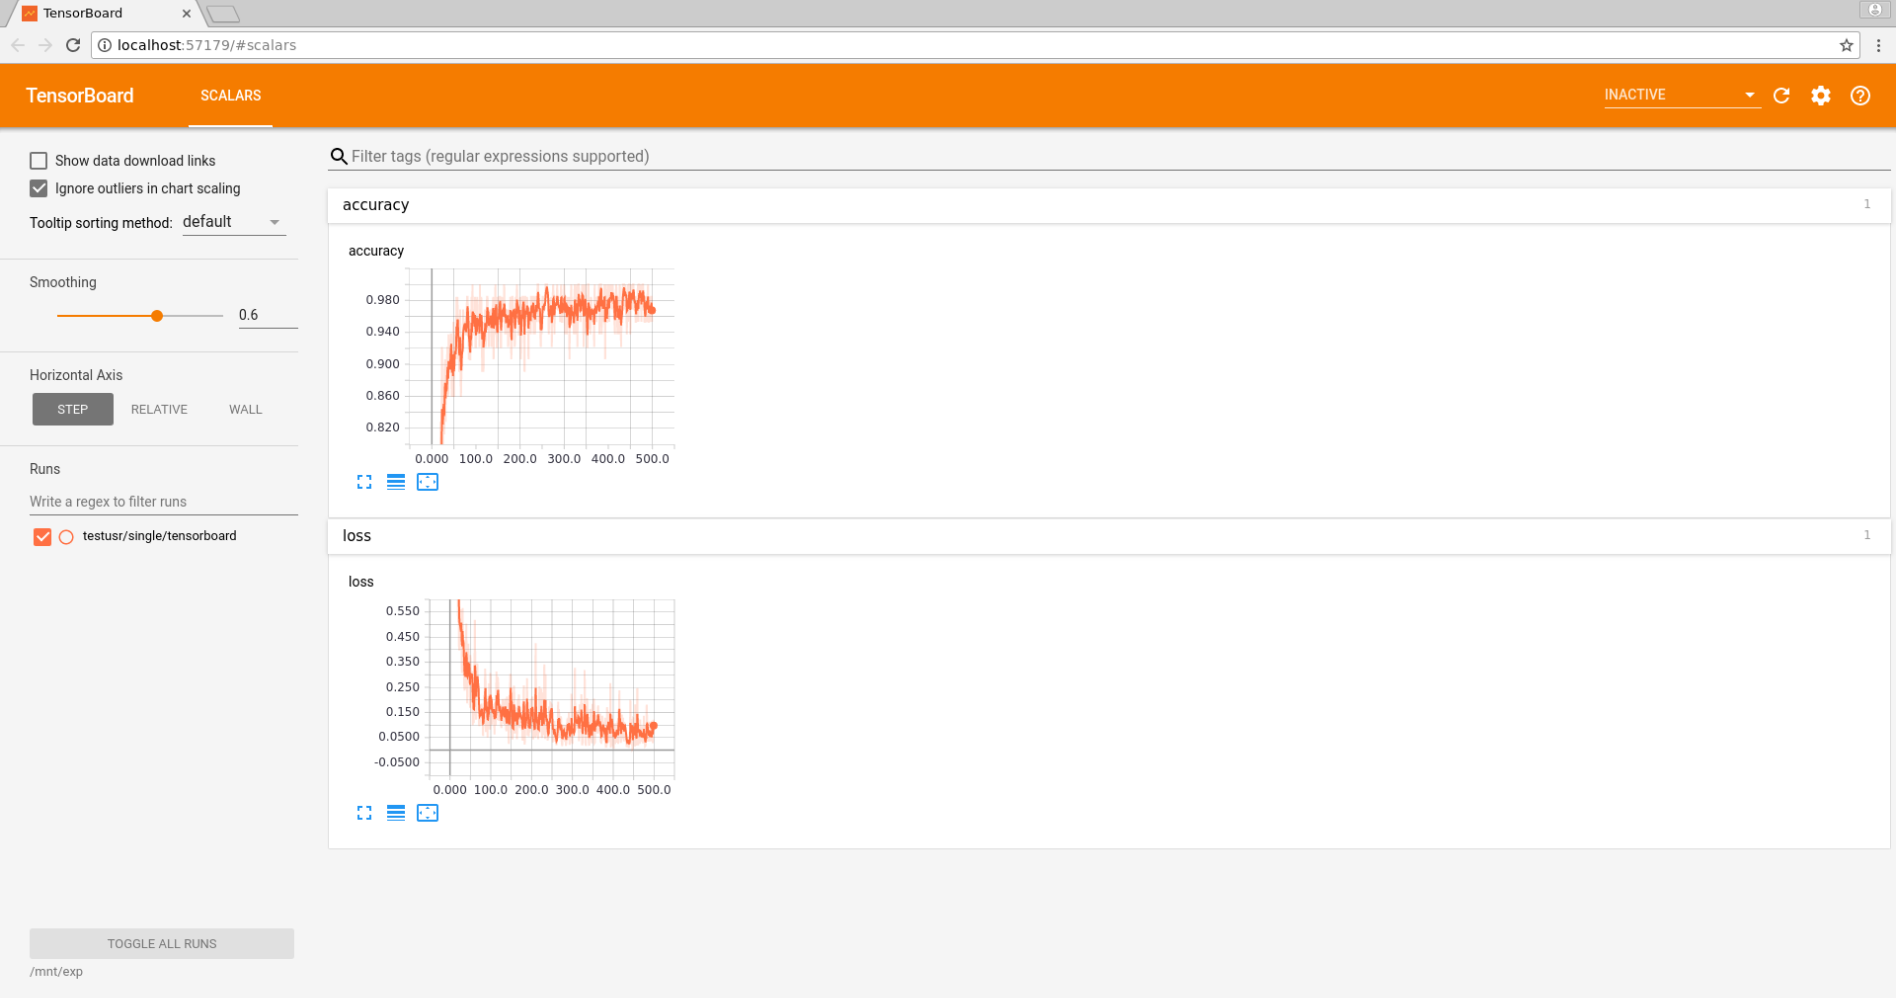 TensorBoard
localhost:57179/#scalars
TensorBoard
SCALARS
INACTIVE
Show data download links
Ignore outliers in chart scaling
Tooltip sorting method: default
Smoothing
0.6
Horizontal Axis
STEP RELATIVE WALL
Runs
Write a regex to filter runs
testusr/single/tensorboard
TOGGLE ALL RUNS
/mnt/exp
Filter tags (regular expressions supported)
accuracy 1
accuracy
0.980
0.940
0.900
0.860
0.820
0.000 100.0 200.0 300.0 400.0 500.0
loss 1
loss
0.550
0.450
0.350
0.250
0.150
0.0500
-0.0500
0.000 100.0 200.0 300.0 400.0 500.0